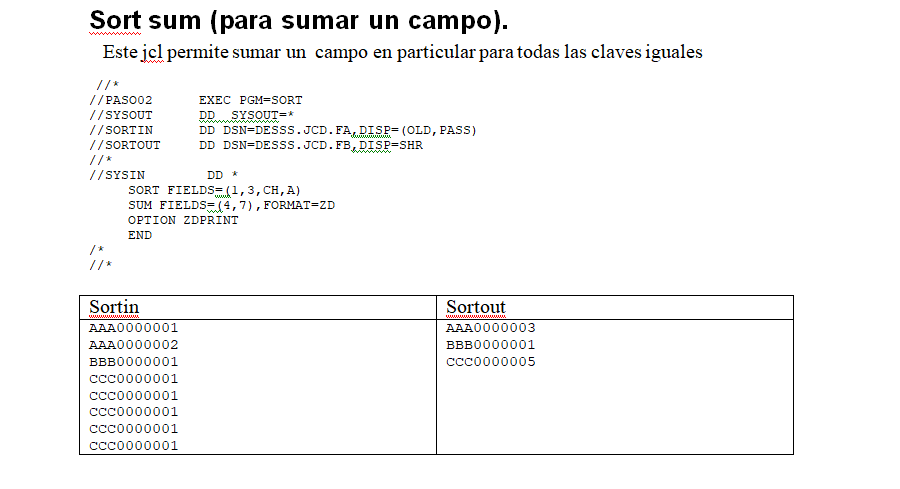 Sort sum (para sumar un campo).
Este jcl permite sumar un campo en particular para todas las claves iguales
//*
//PASO02 EXEC PGM=SORT
//SYSOUT DD SYSOUT=*
//SORTIN DD DSN=DESSS.JCD.FA,DISP=(OLD,PASS)
//SORTOUT DD DSN=DESSS.JCD.FB,DISP=SHR
//*
//SYSIN DD *
SORT FIELDS=(1,3,CH,A)
SUM FIELDS=(4,7),FORMAT=ZD
OPTION ZDPRINT
END
/*
//*
Sortin Sortout
AAA0000001 AAA0000003
AAA0000002 BBB0000001
BBB0000001 CCC0000005
CCC0000001
CCC0000001
CCC0000001
CCC0000001
CCC0000001